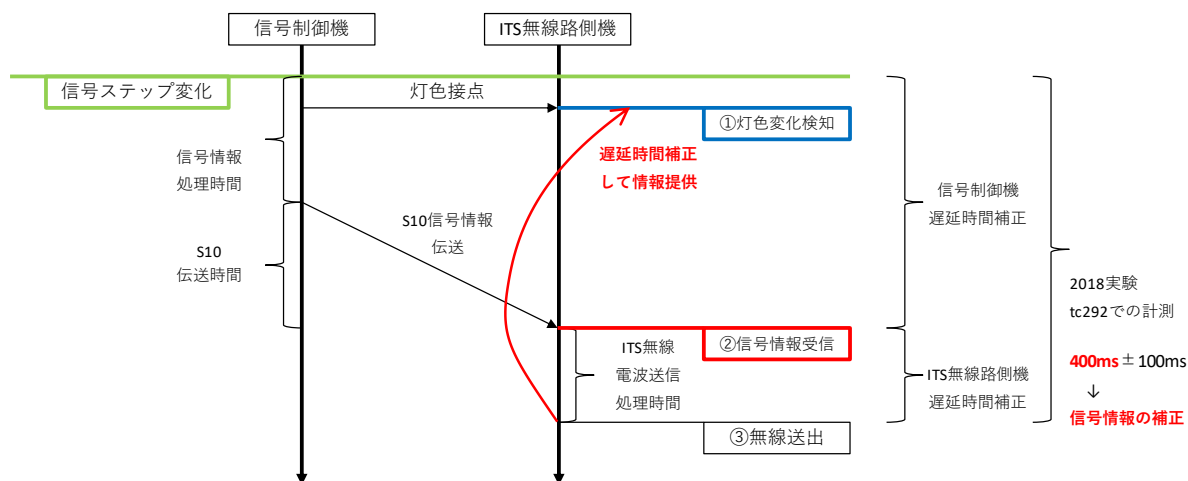 信号制御機
ITS無線路側機
信号ステップ変化
灯色接点
①灯色変化検知
信号情報
処理時間
遅延時間補正
して情報提供
信号制御機
遅延時間補正
S10信号情報
伝送
S10
伝送時間
2018実験
tc292での計測
②信号情報受信
ITS無線
電波送信
処理時間
400ms±100ms
ITS無線路側機
遅延時間補正
↓
信号情報の補正
③無線送出